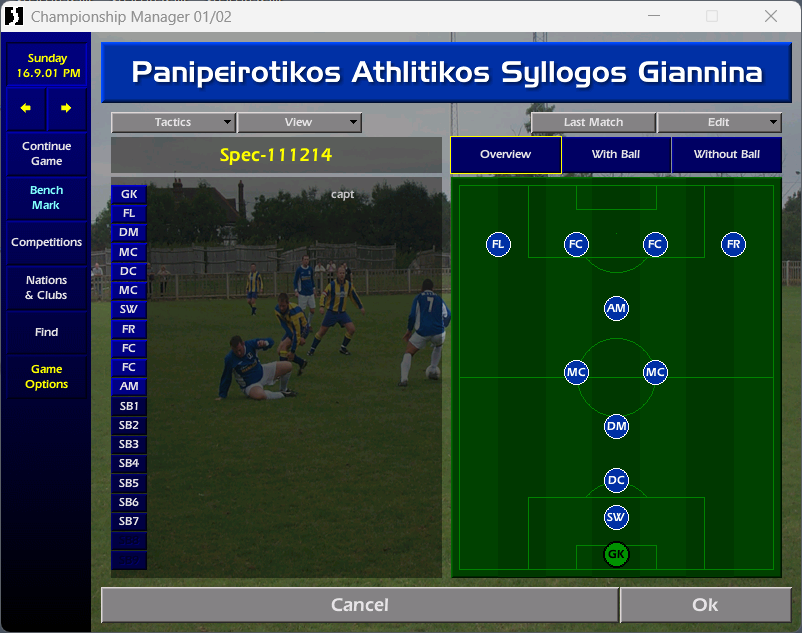 Championship Manager 01/02
Sunday
16.9.01 PM
Continue
Game
Bench
Mark
Competitions
Nations
& Clubs
Find
Game
Options
Panipeirotikos Athlitikos Syllogos Giannina
Tactics
View
Last Match
Edit
Spec-111214
Overview
With Ball
Without Ball
GK
capt
FL
DM
MC
DC
MC
SW
FR
FC
FC
AM
SB1
SB2
SB3
SB4
SB5
SB6
SB7
FL
FC
FC
FR
AM
MC
MC
DM
DC
SW
GK
7
Cancel
Ok